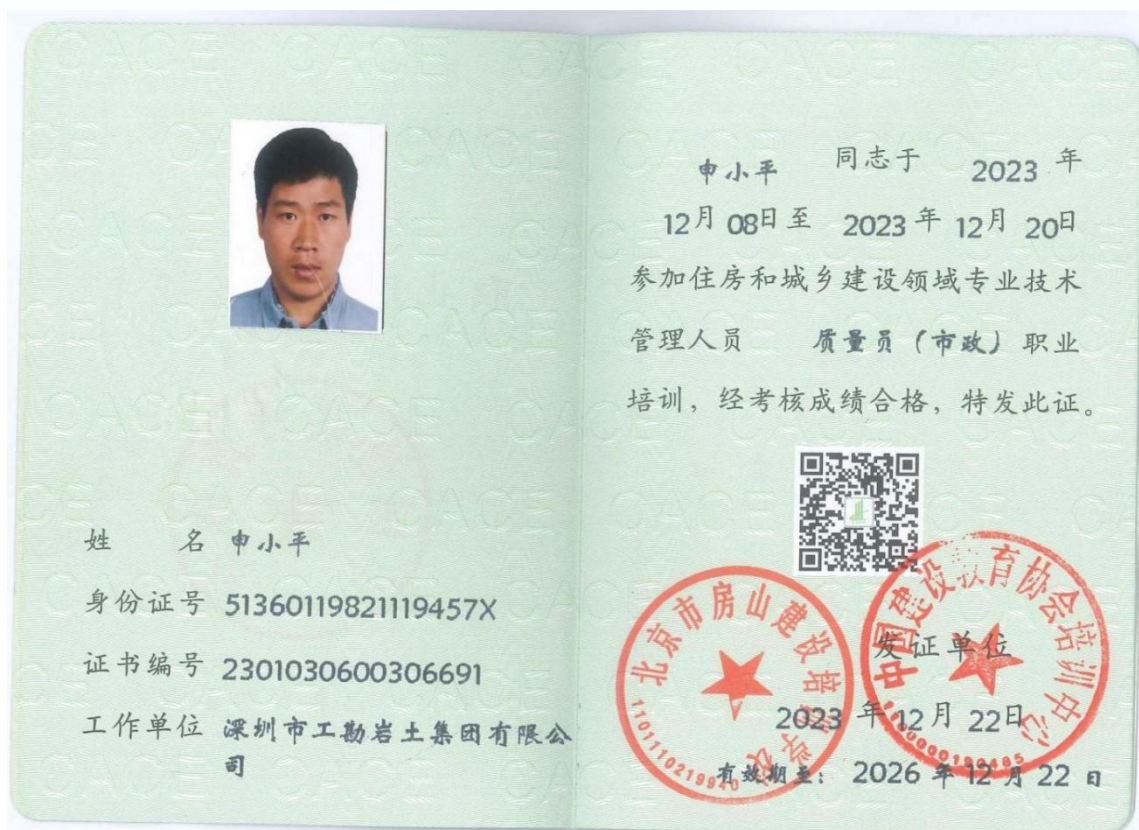 姓 名 申小平
身份证号 51360119821119457X
证书编号 2301030600306691
工作单位 深圳市工勘岩土集团有限公
司
申小平 同志于 2023 年
12月 08日至 2023 年 12月 20日
参加住房和城乡建设领域专业技术
管理人员 质量员（市政）职业
培训，经考核成绩合格，特发此证。
北京市房山建设培训学校
1101110219940
中国建设教育协会培训中心
发证单位
2023 年 12月 22日
有效期至： 2026 年 12 月 22 日
CACE